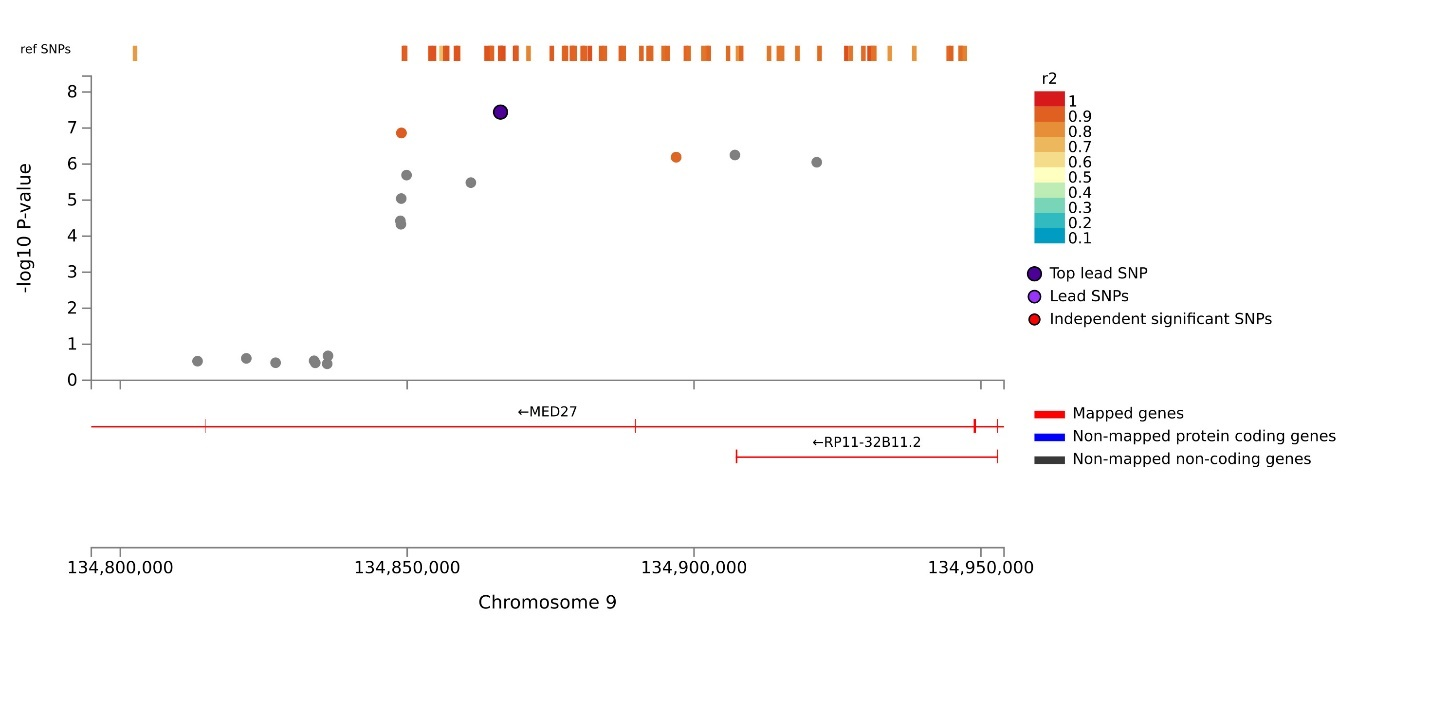 ref SNPs
8
7
6
5
4
3
2
1
0
-log10 P-value
r2
1
0.9
0.8
0.7
0.6
0.5
0.4
0.3
0.2
0.1
Top lead SNP
Lead SNPs
Independent significant SNPs
←MED27
←RP11-32B11.2
Mapped genes
Non-mapped protein coding genes
Non-mapped non-coding genes
134,800,000 134,850,000 134,900,000 134,950,000
Chromosome 9